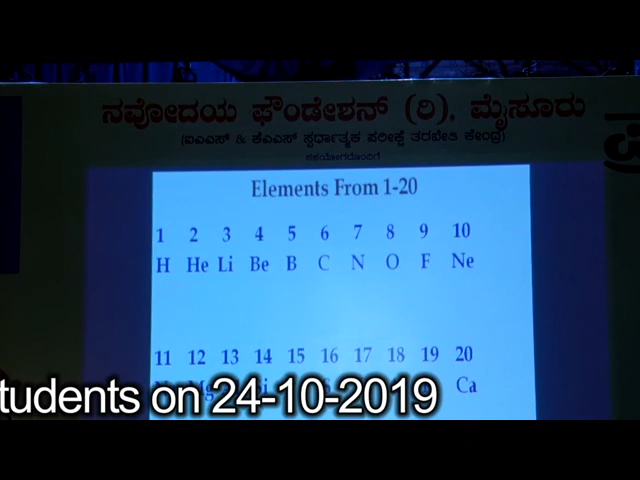 ನವೋದಯ ಫೌಂಡೇಶನ್ (ರಿ), ಮೈಸೂರು
(ಐಎಎಸ್ & ಕೆಎಎಸ್ ಸ್ಪರ್ಧಾತ್ಮಕ ಪರೀಕ್ಷೆ ತರಬೇತಿ ಕೇಂದ್ರ)
ಸಹಯೋಗದೊಂದಿಗೆ
Elements From 1-20
1 2 3 4 5 6 7 8 9 10
H He Li Be B C N O F Ne
11 12 13 14 15 16 17 18 19 20
Ca
tudents on 24-10-2019